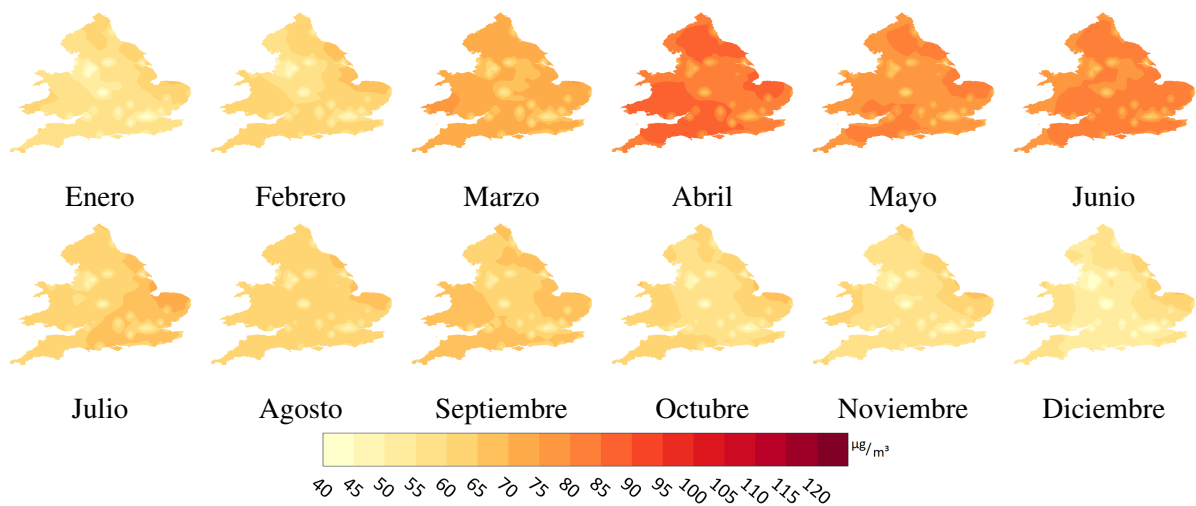 Enero Febrero Marzo Abril Mayo Junio
Julio Agosto Septiembre Octubre Noviembre Diciembre
µg/m³
40 45 50 55 60 65 70 75 80 85 90 95 100 105 110 115 120